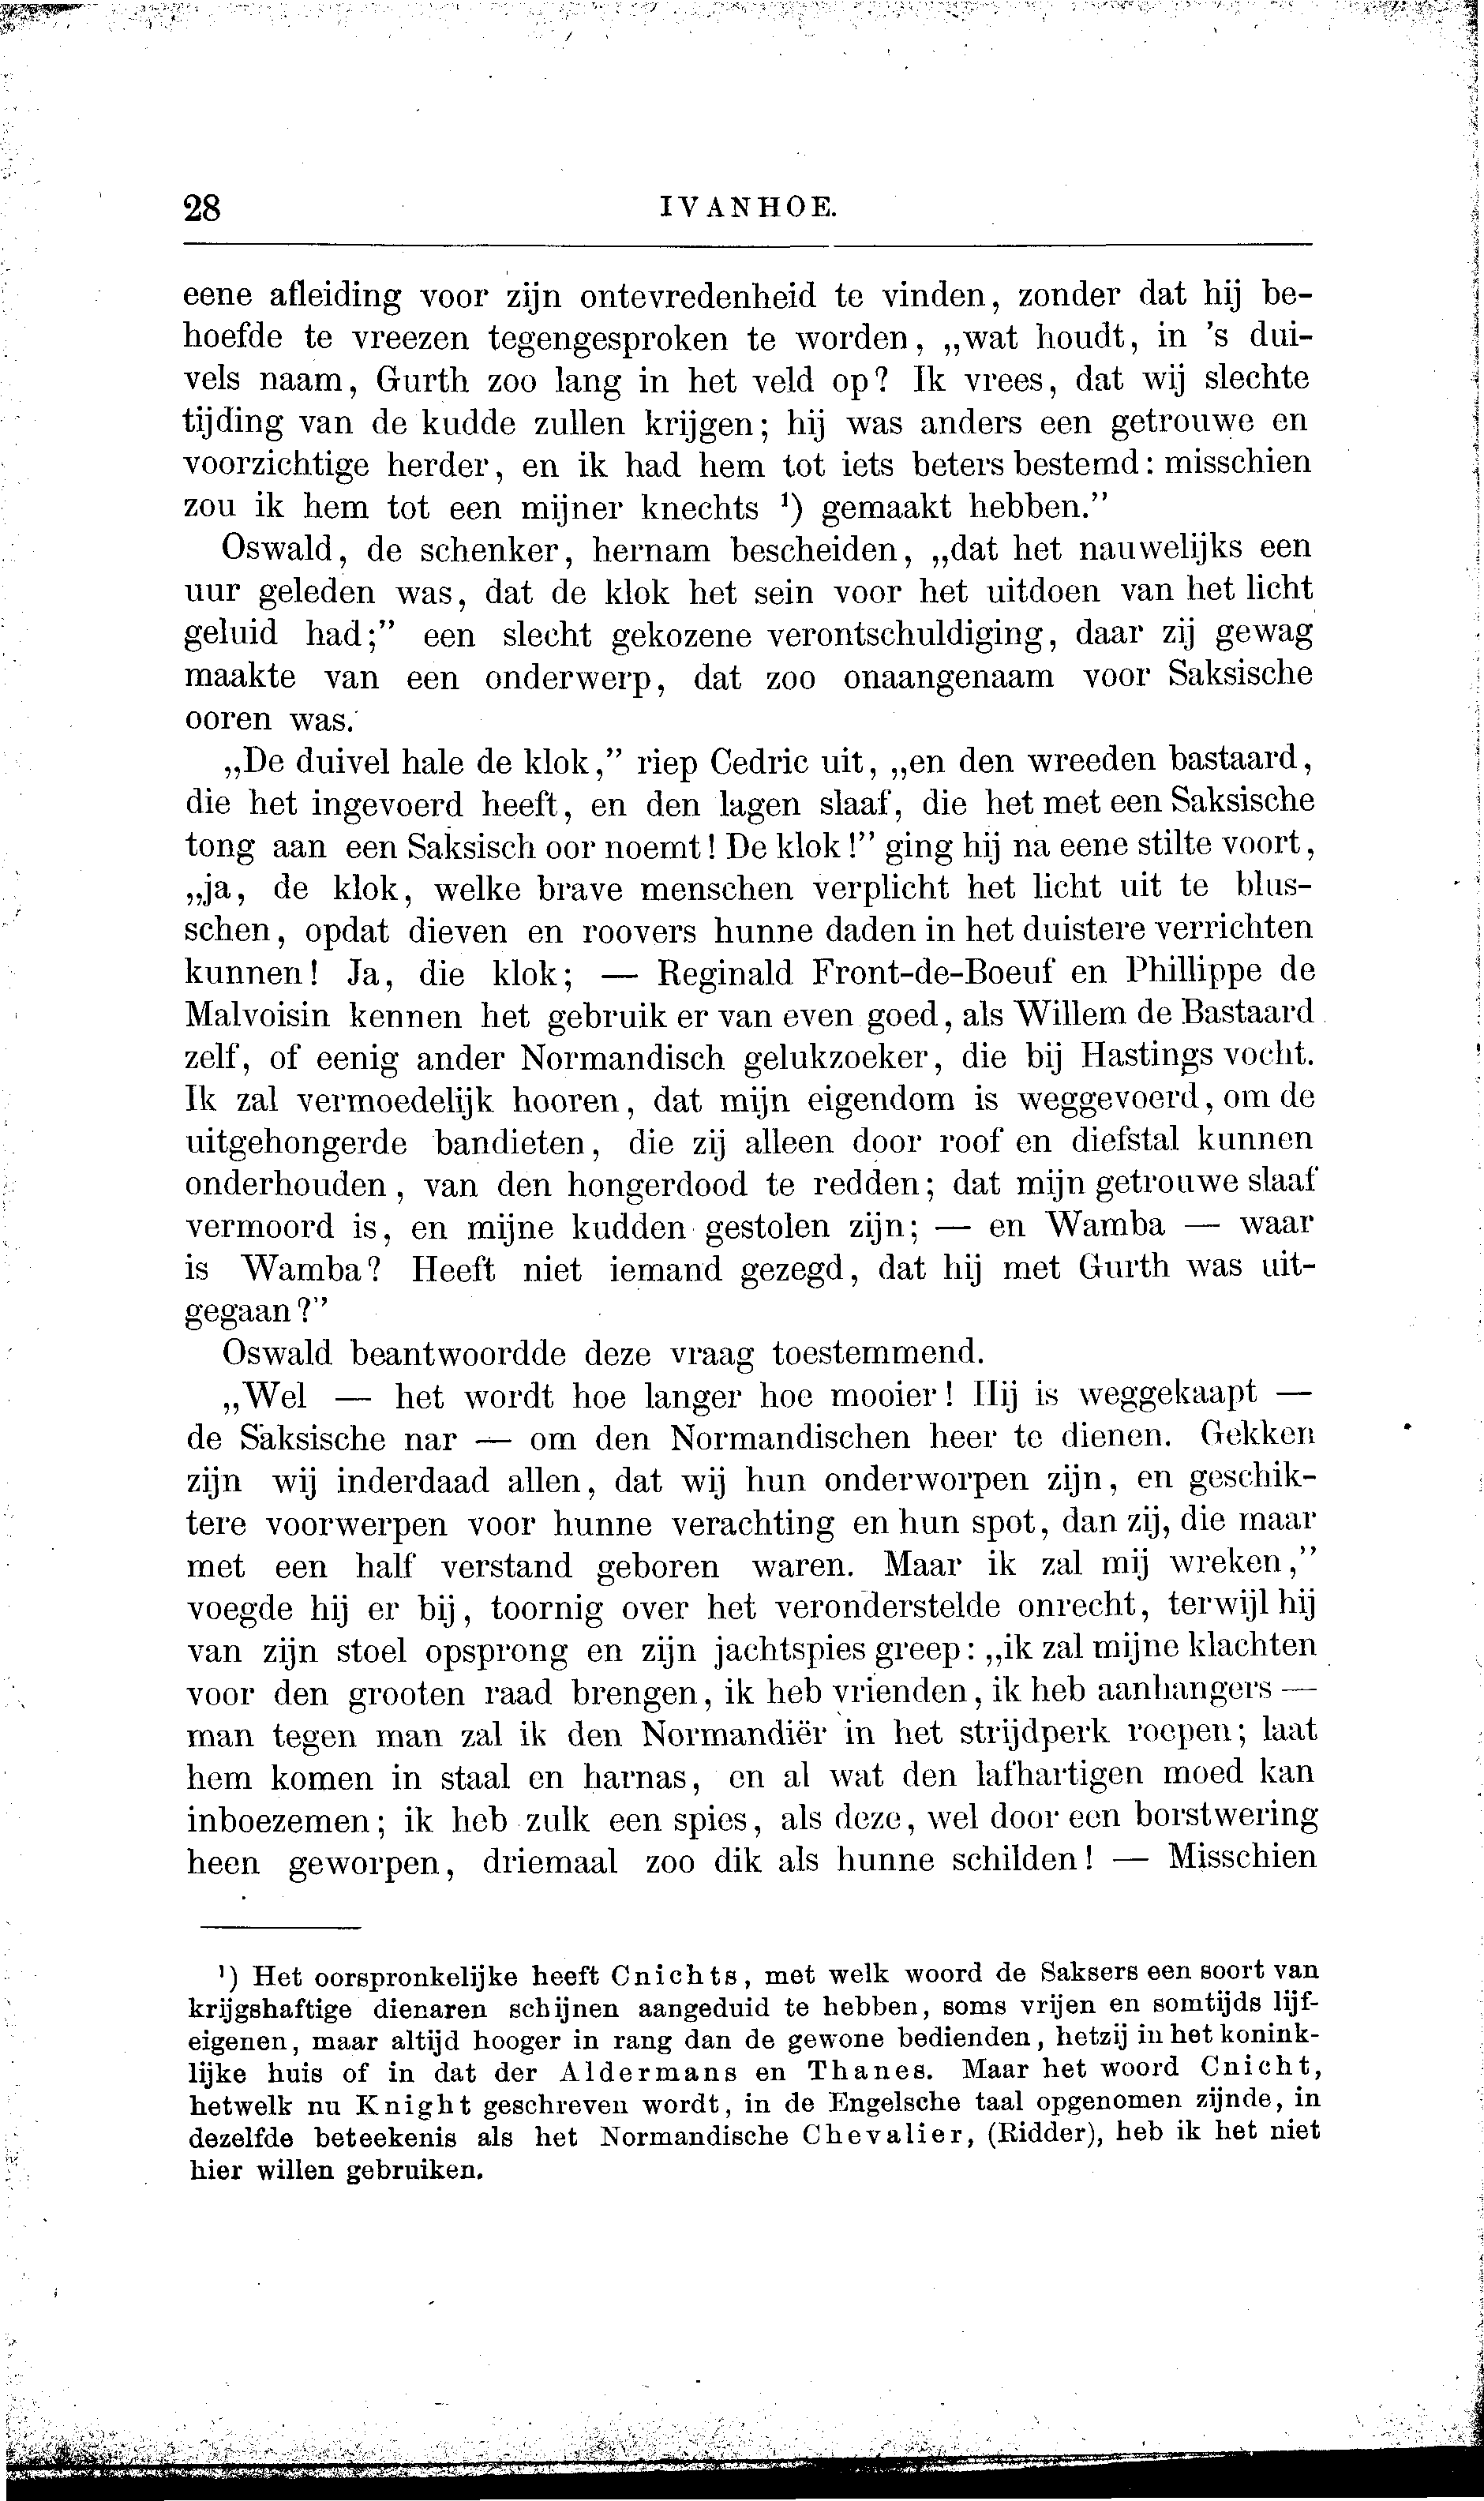 28
IVANHOE.
eene afleiding voor zijn ontevredenheid te vinden, zonder dat hij be-
hoefde te vreezen tegengesproken te worden, „wat houdt, in 's dui-
vels naam, Gurth zoo lang in het veld op? Ik vrees, dat wij slechte
tijding van de kudde zullen krijgen; hij was anders een getrouwe en
voorzichtige herder, en ik had hem tot iets beters bestemd: misschien
zou ik hem tot een mijner knechts ¹) gemaakt hebben.”
Oswald, de schenker, hernam bescheiden, „dat het nauwelijks een
uur geleden was, dat de klok het sein voor het uitdoen van het licht
geluid had;” een slecht gekozene verontschuldiging, daar zij gewag
maakte van een onderwerp, dat zoo onaangenaam voor Saksische
ooren was.
„De duivel hale de klok,” riep Cedric uit, „en den wreeden bastaard,
die het ingevoerd heeft, en den lagen slaaf, die het met een Saksische
tong aan een Saksisch oor noemt! De klok!” ging hij na eene stilte voort,
„ja, de klok, welke brave menschen verplicht het licht uit te blus-
schen, opdat dieven en roovers hunne daden in het duistere verrichten
kunnen! Ja, die klok; — Reginald Front-de-Boeuf en Phillippe de
Malvoisin kennen het gebruik er van even goed, als Willem de Bastaard
zelf, of eenig ander Normandisch gelukzoeker, die bij Hastings vocht.
Ik zal vermoedelijk hooren, dat mijn eigendom is weggevoerd, om de
uitgehongerde bandieten, die zij alleen door roof en diefstal kunnen
onderhouden, van den hongerdood te redden; dat mijn getrouwe slaaf
vermoord is, en mijne kudden gestolen zijn; — en Wamba — waar
is Wamba? Heeft niet iemand gezegd, dat hij met Gurth was uit-
gegaan?”
Oswald beantwoordde deze vraag toestemmend.
„Wel — het wordt hoe langer hoe mooier! Hij is weggekaapt —
de Saksische nar — om den Normandischen heer te dienen. Gekken
zijn wij inderdaad allen, dat wij hun onderworpen zijn, en geschik-
tere voorwerpen voor hunne verachting en hun spot, dan zij, die maar
met een half verstand geboren waren. Maar ik zal mij wreken,”
voegde hij er bij, toornig over het veronderstelde onrecht, terwijl hij
van zijn stoel opsprong en zijn jachtspies greep: „ik zal mijne klachten
voor den grooten raad brengen, ik heb vrienden, ik heb aanhangers —
man tegen man zal ik den Normandiër in het strijdperk roepen; laat
hem komen in staal en harnas, en al wat den lafhartigen moed kan
inboezemen; ik heb zulk een spies, als deze, wel door een borstwering
heen geworpen, driemaal zoo dik als hunne schilden! — Misschien
¹) Het oorspronkelijke heeft Cnichts, met welk woord de Saksers een soort van
krijgshaftige dienaren schijnen aangeduid te hebben, soms vrijen en somtijds lijf-
eigenen, maar altijd hooger in rang dan de gewone bedienden, hetzij in het konink-
lijke huis of in dat der Aldermans en Thanes. Maar het woord Cnicht,
hetwelk nu Knight geschreven wordt, in de Engelsche taal opgenomen zijnde, in
dezelfde beteekenis als het Normandische Chevalier, (Ridder), heb ik het niet
hier willen gebruiken.